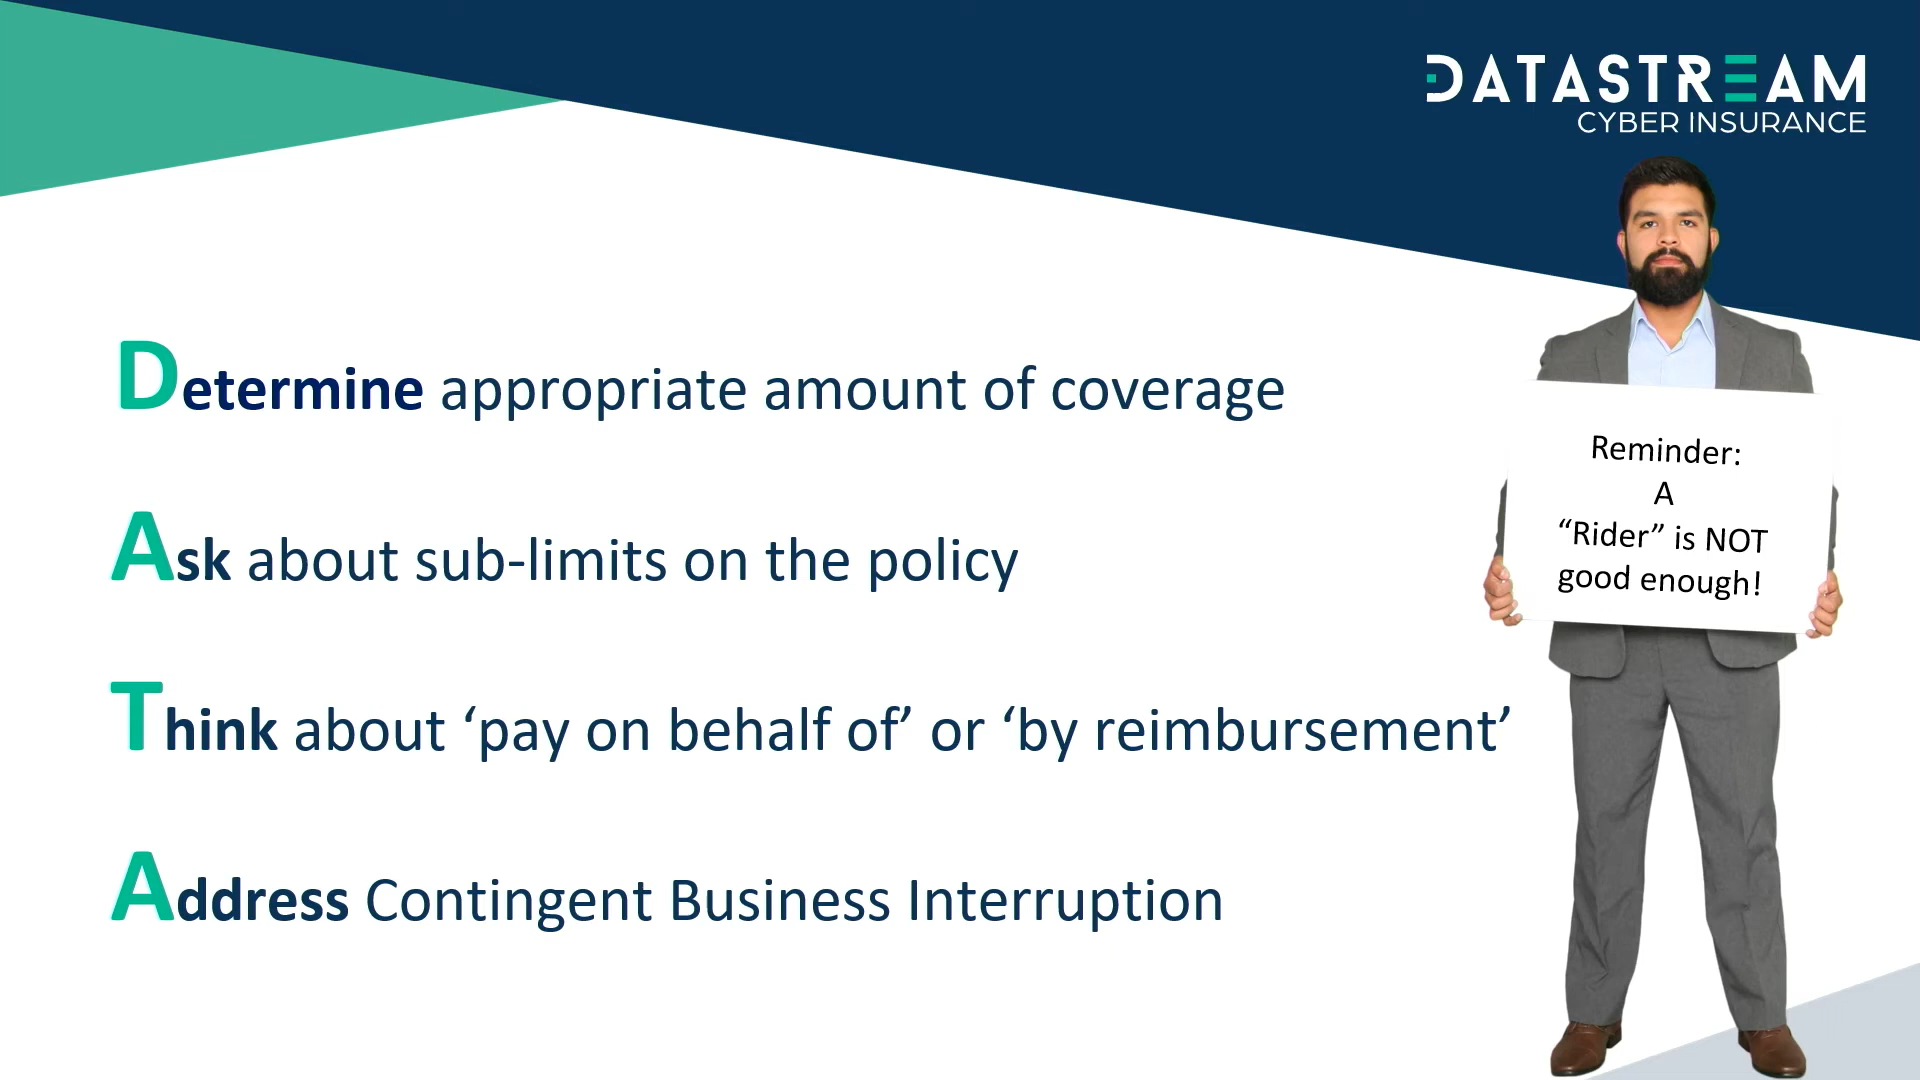 DATASTREAM
CYBER INSURANCE
Determine appropriate amount of coverage
Ask about sub-limits on the policy
Think about ‘pay on behalf of’ or ‘by reimbursement’
Address Contingent Business Interruption
Reminder:
A
“Rider” is NOT
good enough!